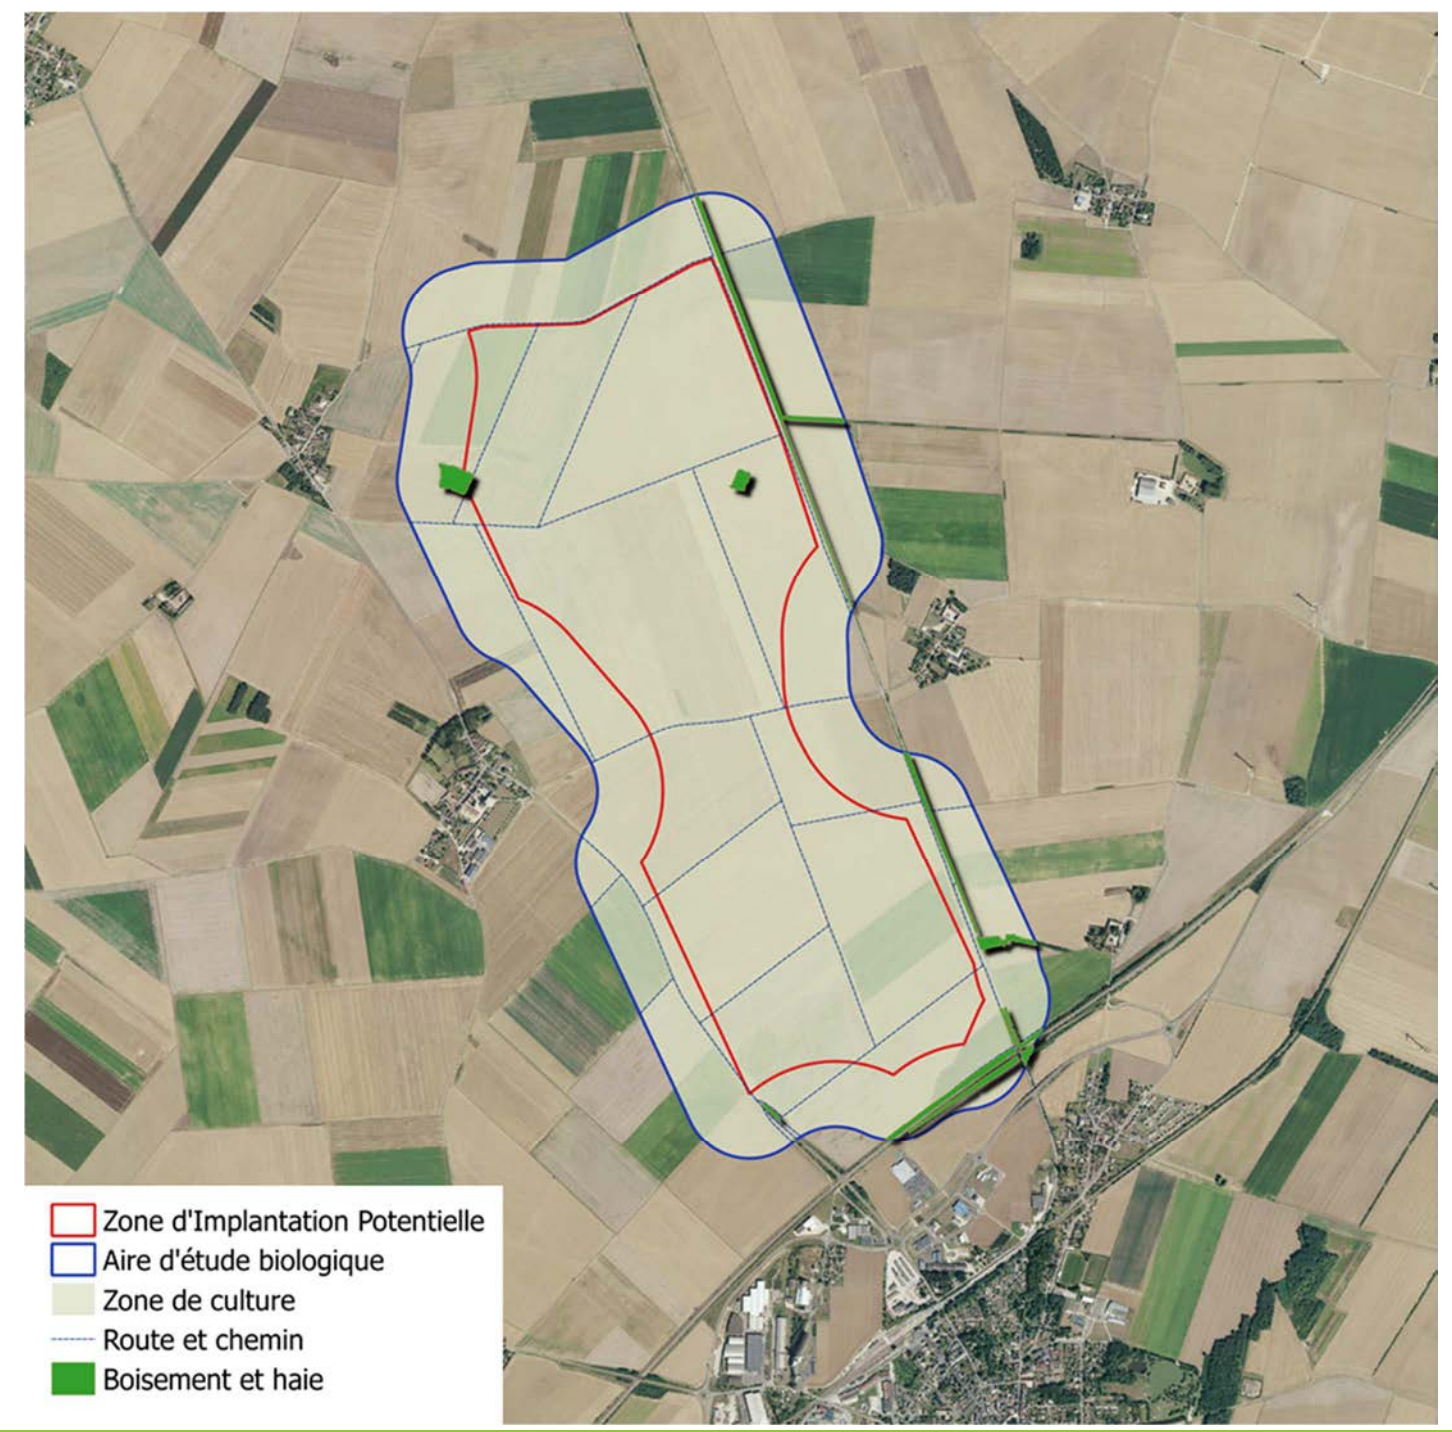 Zone d'Implantation Potentielle
Aire d'étude biologique
Zone de culture
Route et chemin
Boisement et haie